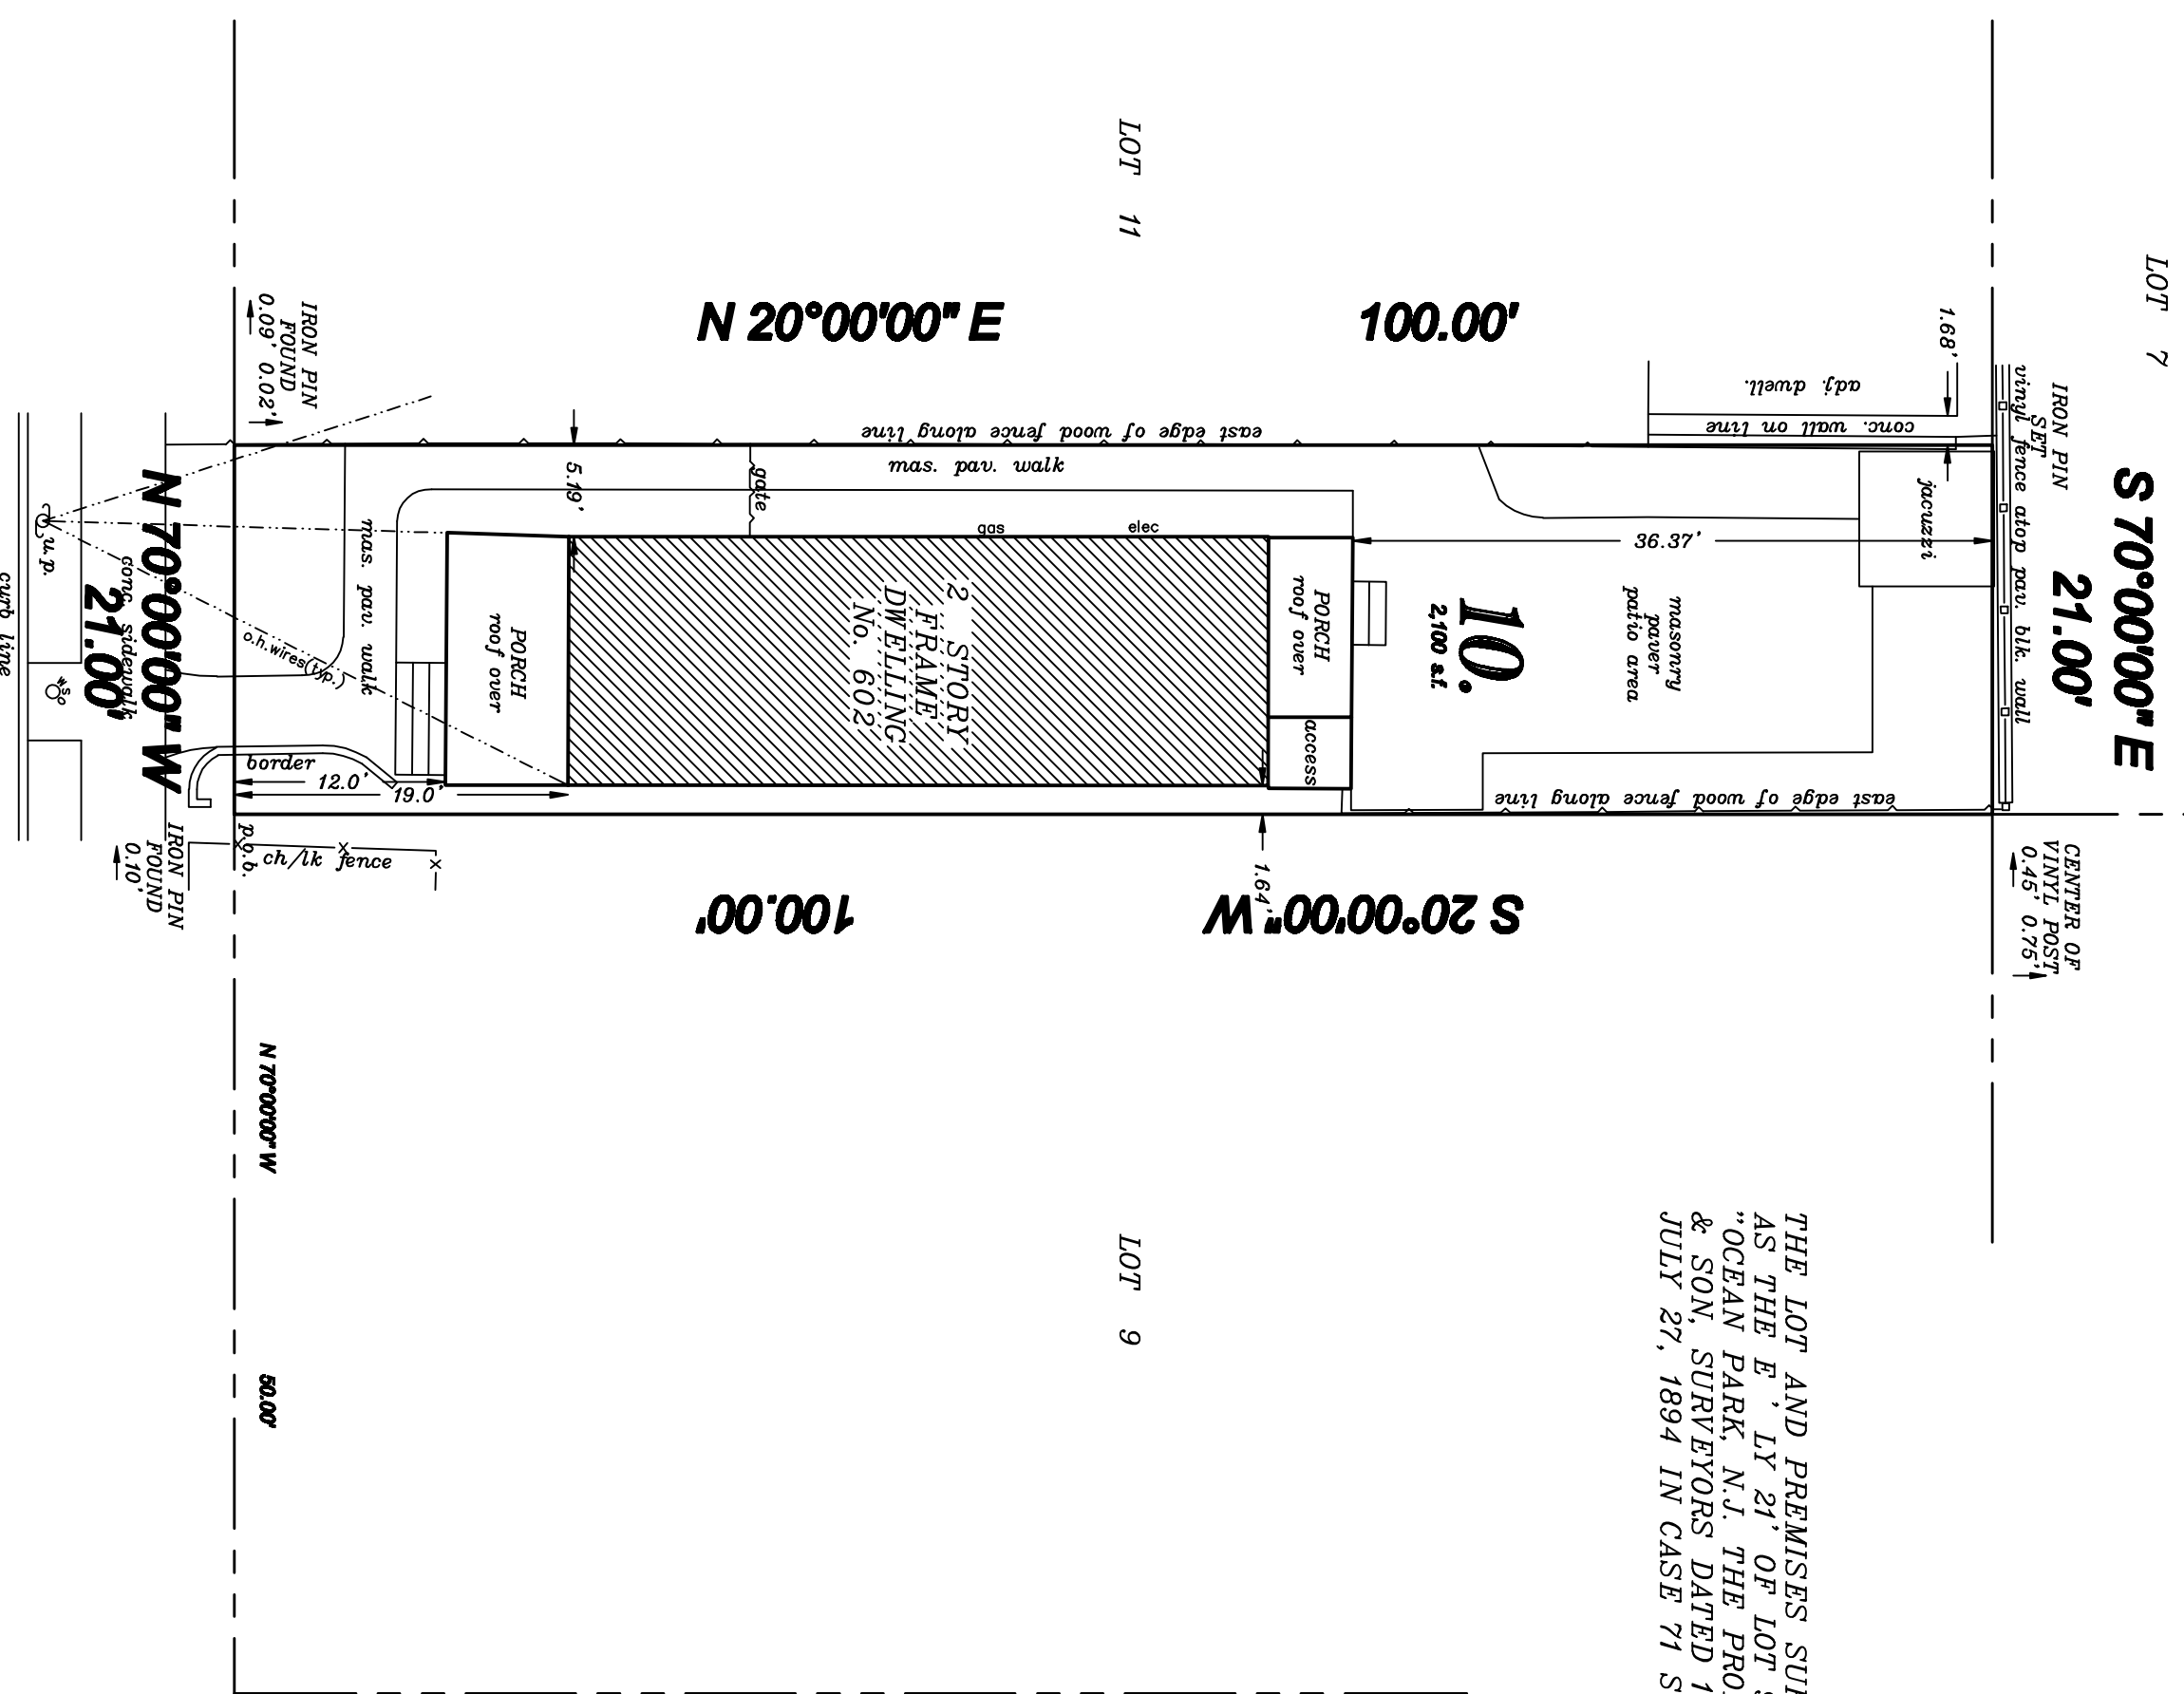 LOT 7
S 70°00'00" E
21.00'
IRON PIN
SET
vinyl fence atop pav. blk. wall
CENTER OF
VINYL POST
0.45' 0.75'
1.68'
adj. dwell.
conc. wall on line
jacuzzi
LOT 11
N 20°00'00" E
100.00'
east edge of wood fence along line
mas. pav. walk
gate
5.19'
gas
elec
36.37'
masonry
paver
patio area
10.
2,100 s.f.
PORCH
roof over
access
2 STORY
FRAME
DWELLING
No. 602
PORCH
roof over
east edge of wood fence along line
1.64'
S 20°00'00" W
100.00'
mas. pav. walk
o.h.wires(typ.)
border
12.0'
19.0'
IRON PIN
FOUND
0.09' 0.02'
p.o.b.
ch/lk fence
IRON PIN
FOUND
0.10'
N 70°00'00" W
21.00'
conc. sidewalk
u.p.
wso
curb line
N 70°00'00" W
50.00'
LOT 9
THE LOT AND PREMISES
AS THE E ' LY 21' OF LOT
"OCEAN PARK, N.J. THE
& SON, SURVEYORS DATED
JULY 27, 1894 IN CASE 71